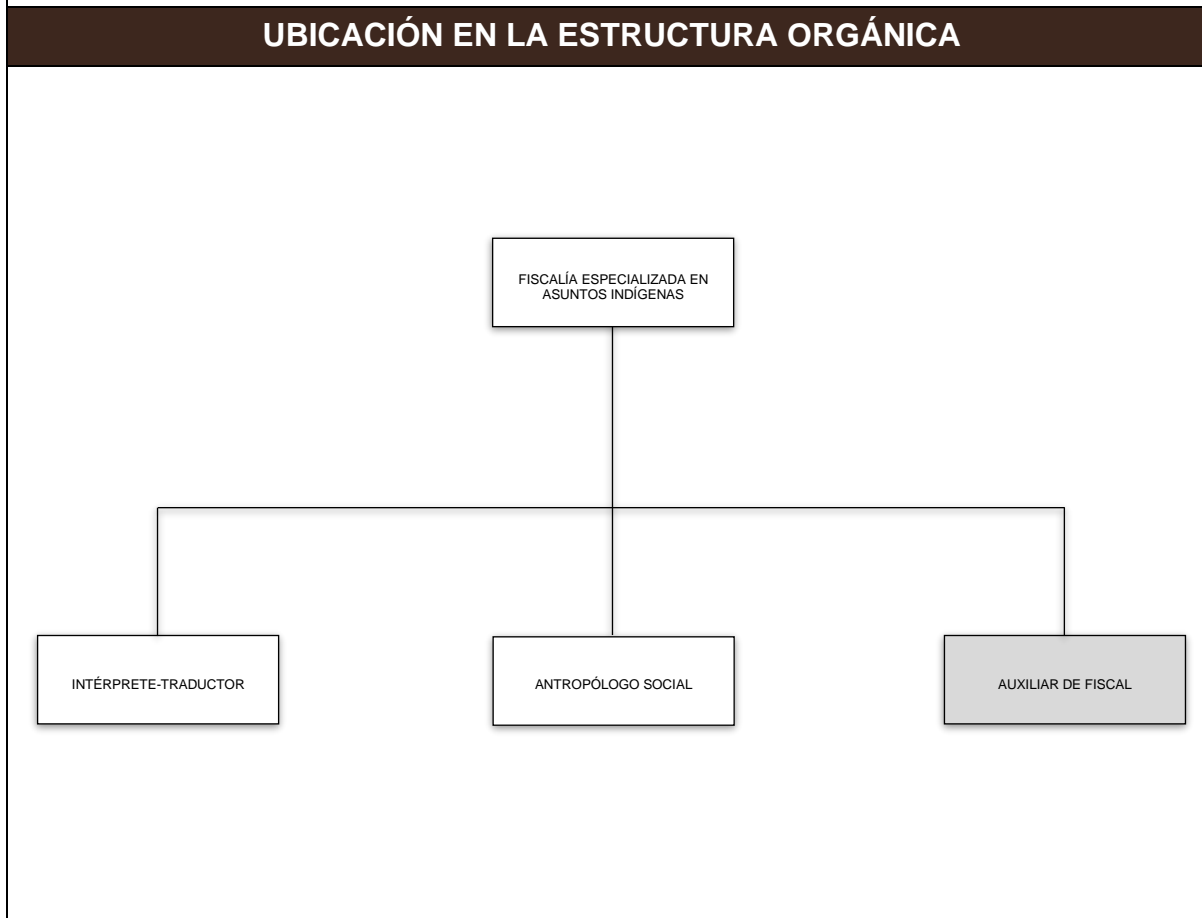 UBICACIÓN EN LA ESTRUCTURA ORGÁNICA
FISCALÍA ESPECIALIZADA EN
ASUNTOS INDÍGENAS
INTÉRPRETE-TRADUCTOR
ANTROPÓLOGO SOCIAL
AUXILIAR DE FISCAL